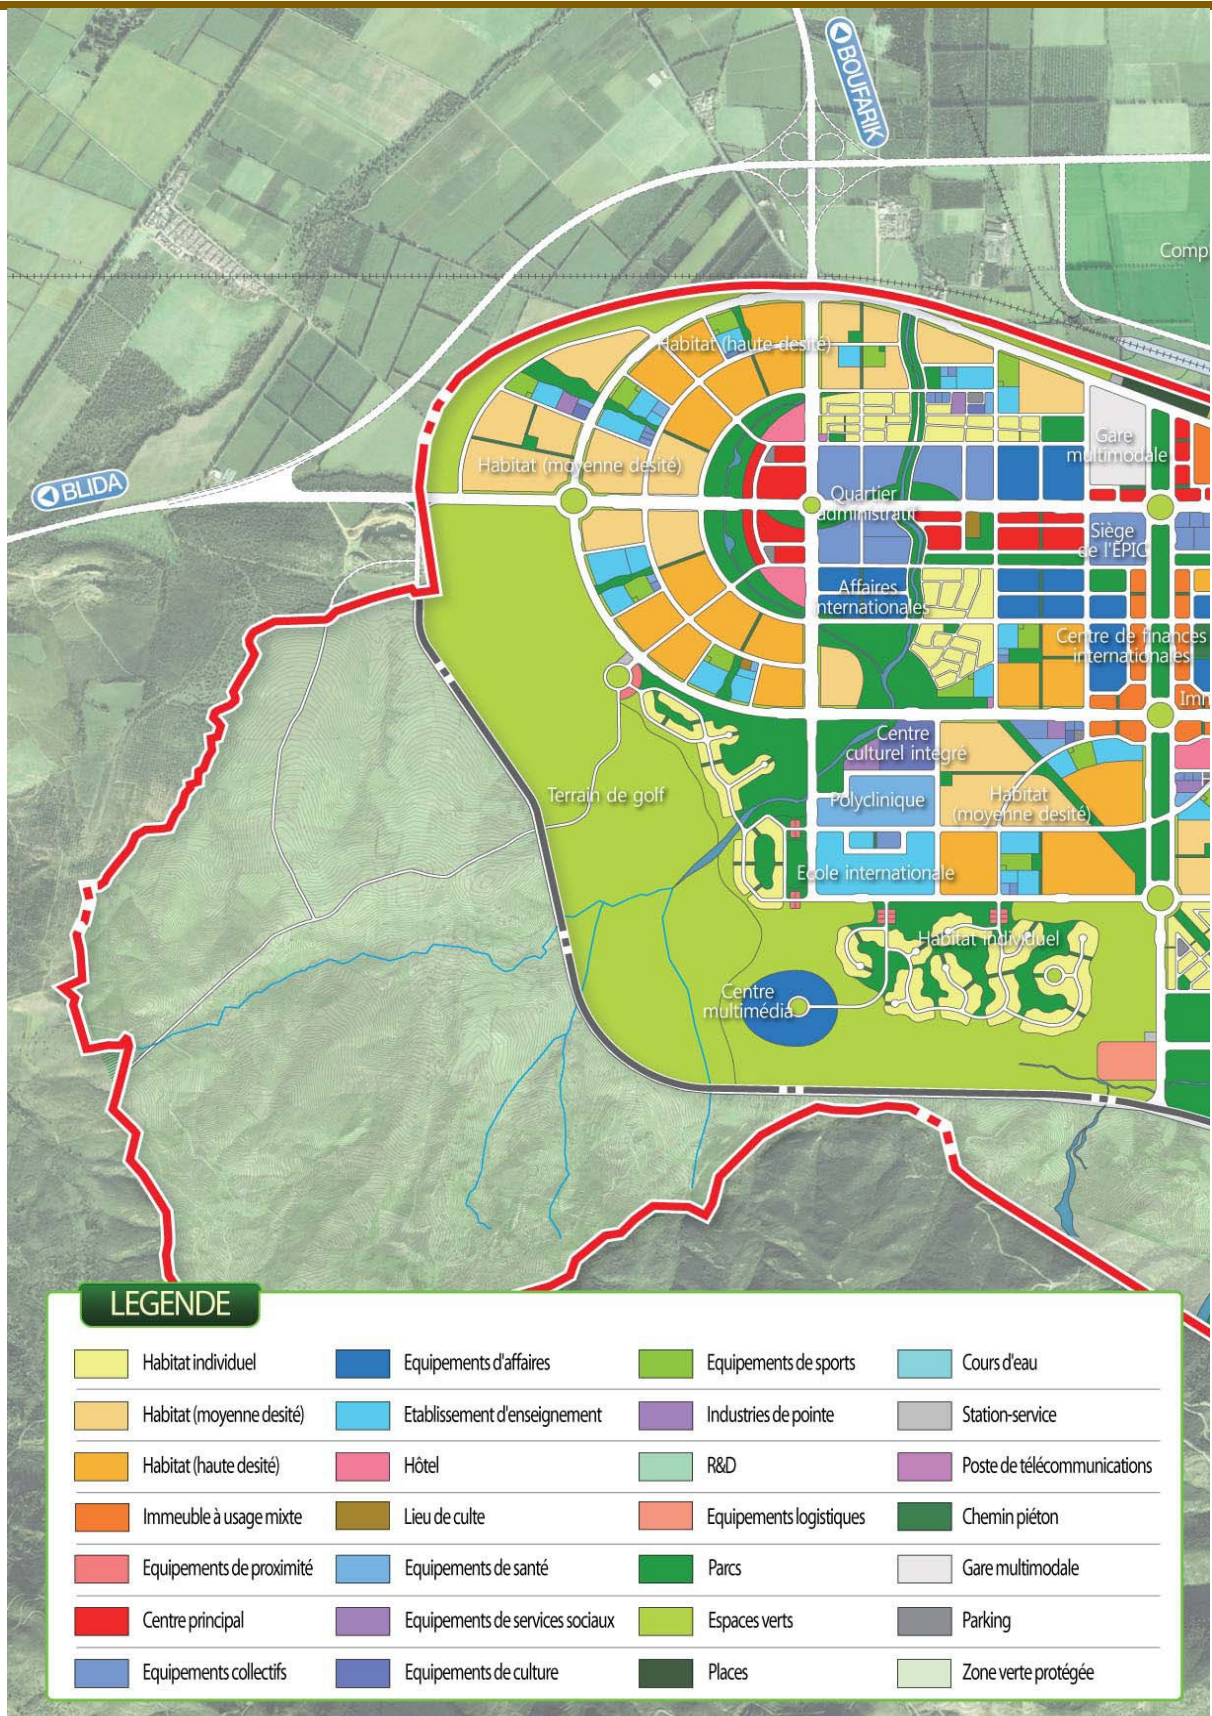 BOUFARIK
Comp
Habitat (haute desité)
Gare
multimodale
Habitat (moyenne desité)
BLIDA
Quartier
administratif
Siège
de l'EPIC
Affaires
internationales
Centre de finances
internationales
Imm
Centre
culturel intégré
Terrain de golf
Polyclinique
Habitat
(moyenne desité)
Ecole internationale
Habitat individuel
Centre
multimédia
LEGENDE
Habitat individuel
Equipements d'affaires
Equipements de sports
Cours d'eau
Habitat (moyenne desité)
Etablissement d'enseignement
Industries de pointe
Station-service
Habitat (haute desité)
Hôtel
R&D
Poste de télécommunications
Immeuble à usage mixte
Lieu de culte
Equipements logistiques
Chemin piéton
Equipements de proximité
Equipements de santé
Parcs
Gare multimodale
Centre principal
Equipements de services sociaux
Espaces verts
Parking
Equipements collectifs
Equipements de culture
Places
Zone verte protégée